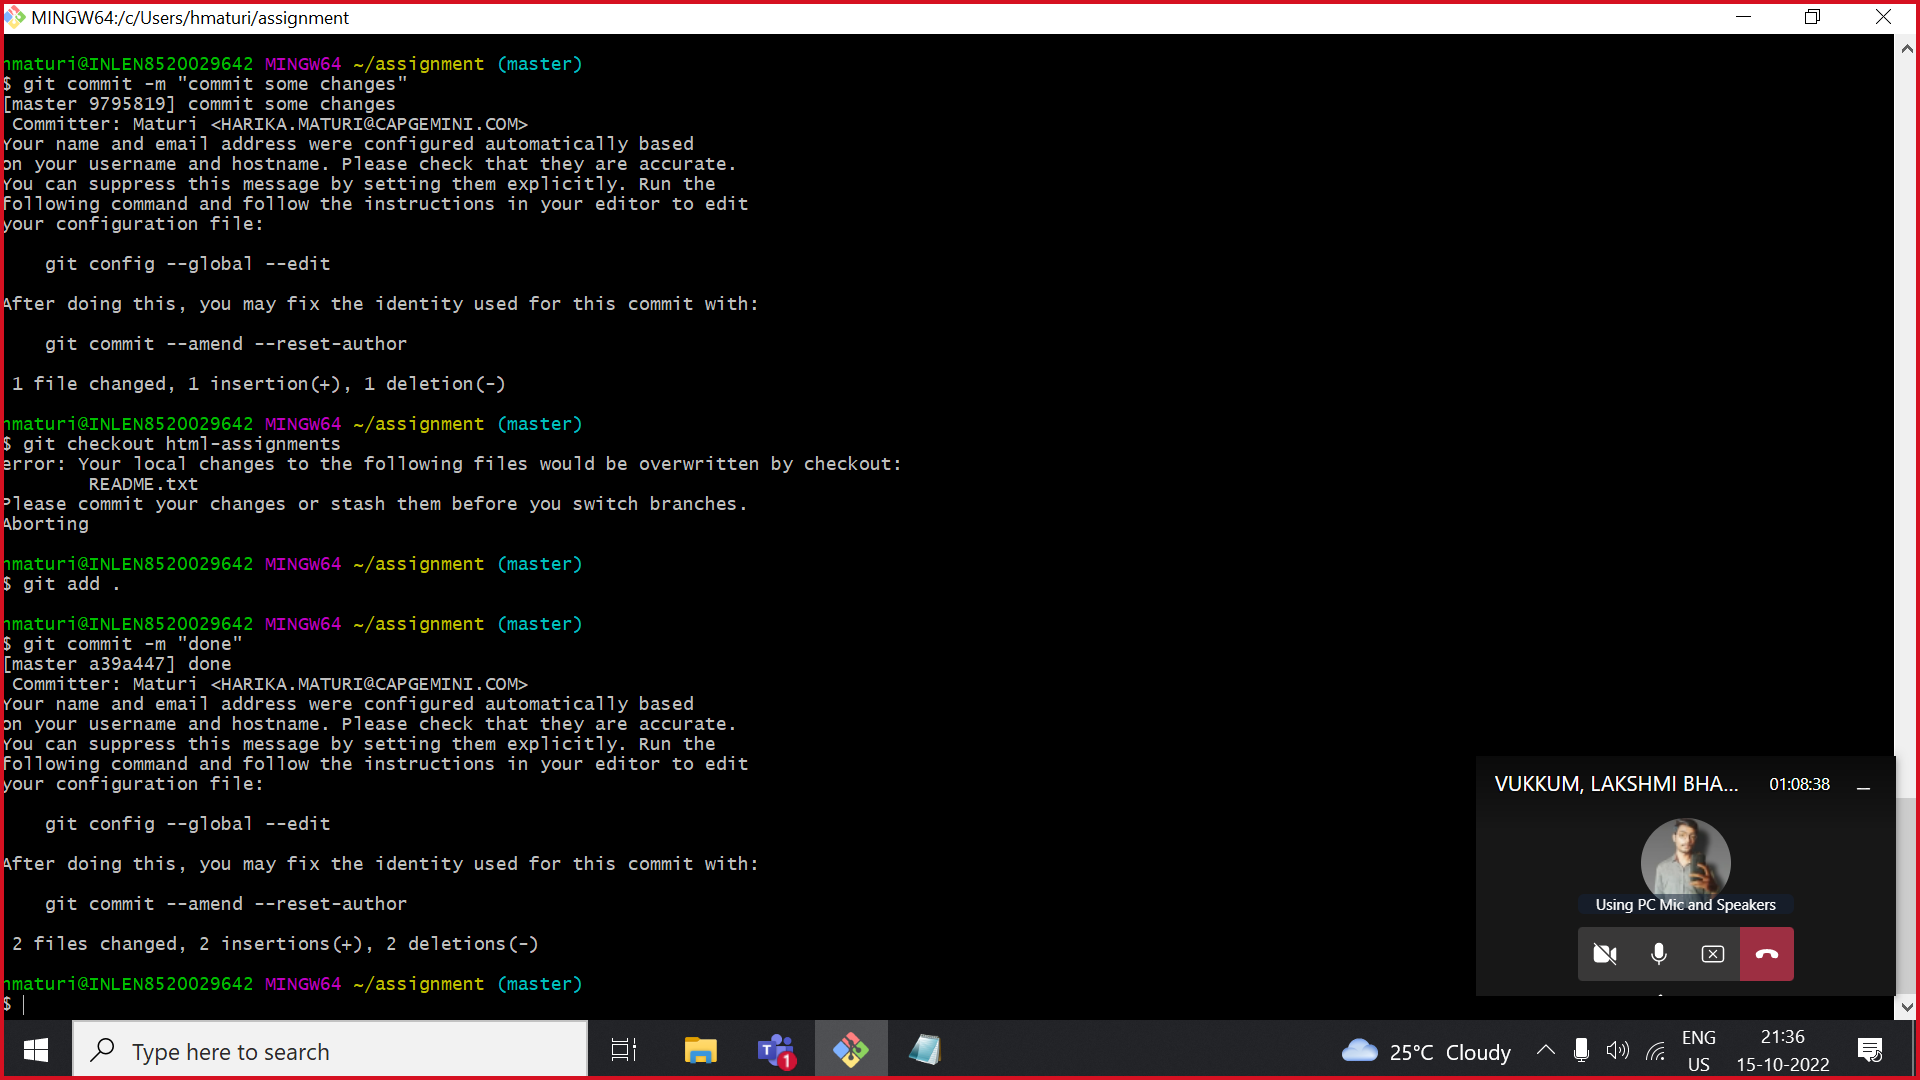 MINGW64:/c/Users/hmaturi/assignment
hmaturi@INLEN8520029642 MINGW64 ~/assignment (master)
$ git commit -m "commit some changes"
[master 9795819] commit some changes
 Committer: Maturi <HARIKA.MATURI@CAPGEMINI.COM>
Your name and email address were configured automatically based
on your username and hostname. Please check that they are accurate.
You can suppress this message by setting them explicitly. Run the
following command and follow the instructions in your editor to edit
your configuration file:
    git config --global --edit
After doing this, you may fix the identity used for this commit with:
    git commit --amend --reset-author
 1 file changed, 1 insertion(+), 1 deletion(-)
hmaturi@INLEN8520029642 MINGW64 ~/assignment (master)
$ git checkout html-assignments
error: Your local changes to the following files would be overwritten by checkout:
        README.txt
Please commit your changes or stash them before you switch branches.
Aborting
hmaturi@INLEN8520029642 MINGW64 ~/assignment (master)
$ git add .
hmaturi@INLEN8520029642 MINGW64 ~/assignment (master)
$ git commit -m "done"
[master a39a447] done
 Committer: Maturi <HARIKA.MATURI@CAPGEMINI.COM>
Your name and email address were configured automatically based
on your username and hostname. Please check that they are accurate.
You can suppress this message by setting them explicitly. Run the
following command and follow the instructions in your editor to edit
your configuration file:
    git config --global --edit
After doing this, you may fix the identity used for this commit with:
    git commit --amend --reset-author
 2 files changed, 2 insertions(+), 2 deletions(-)
hmaturi@INLEN8520029642 MINGW64 ~/assignment (master)
$
VUKKUM, LAKSHMI BHA... 01:08:38
Using PC Mic and Speakers
Type here to search
T 1
25°C Cloudy
ENG
US
21:36
15-10-2022